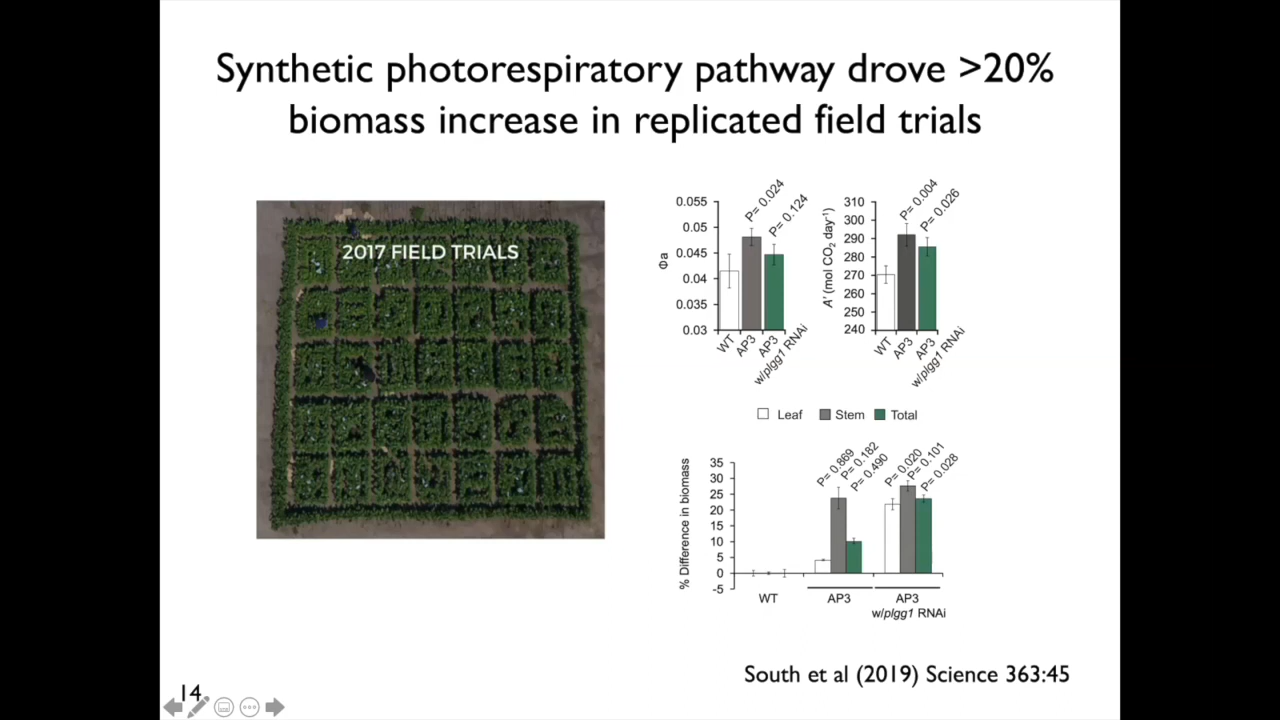 Synthetic photorespiratory pathway drove >20%
biomass increase in replicated field trials
2017 FIELD TRIALS
0.055
0.05
0.045
0.04
0.035
0.03
Φa
P= 0.024
P= 0.124
WT
AP3
AP3
w/plgg1 RNAi
310
300
290
280
270
260
250
240
A' (mol CO₂ day⁻¹)
P= 0.004
P= 0.026
WT
AP3
AP3
w/plgg1 RNAi
Leaf Stem Total
35
30
25
20
15
10
5
0
-5
% Difference in biomass
P= 0.869
P= 0.182
P= 0.490
P= 0.020
P= 0.101
P= 0.028
WT
AP3
AP3
w/plgg1 RNAi
South et al (2019) Science 363:45
14